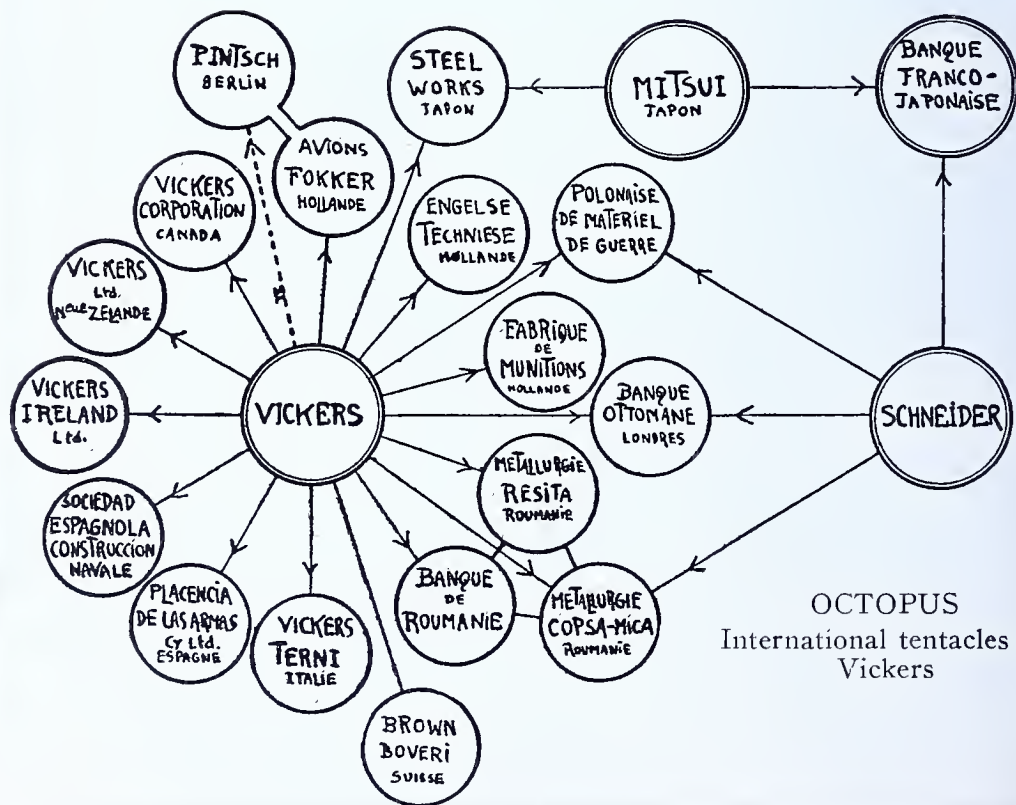 PINTSCH
BERLIN
STEEL
WORKS
JAPON
MITSUI
JAPON
BANQUE
FRANCO-
JAPONAISE
AVIONS
FOKKER
HOLLANDE
VICKERS
CORPORATION
CANADA
ENGELSE
TECHNIESE
HOLLANDE
POLONAISE
DE MATERIEL
DE GUERRE
VICKERS
Ltd.
Neuel ZELANDE
FABRIQUE
DE
MUNITIONS
HOLLANDE
VICKERS
IRELAND
Ltd.
VICKERS
BANQUE
OTTOMANE
LONDRES
SCHNEIDER
METALLURGIE
RESITA
ROUMANIE
SOCIEDAD
ESPAGNOLA
CONSTRUCCION
NAVALE
BANQUE
DE
ROUMANIE
METALLURGIE
COPSA-MICA
ROUMANIE
PLACENCIA
DE LAS ARMAS
Cy Ltd.
ESPAGNE
VICKERS
TERNI
ITALIE
BROWN
BOVERI
SUISSE
OCTOPUS
International tentacles
Vickers